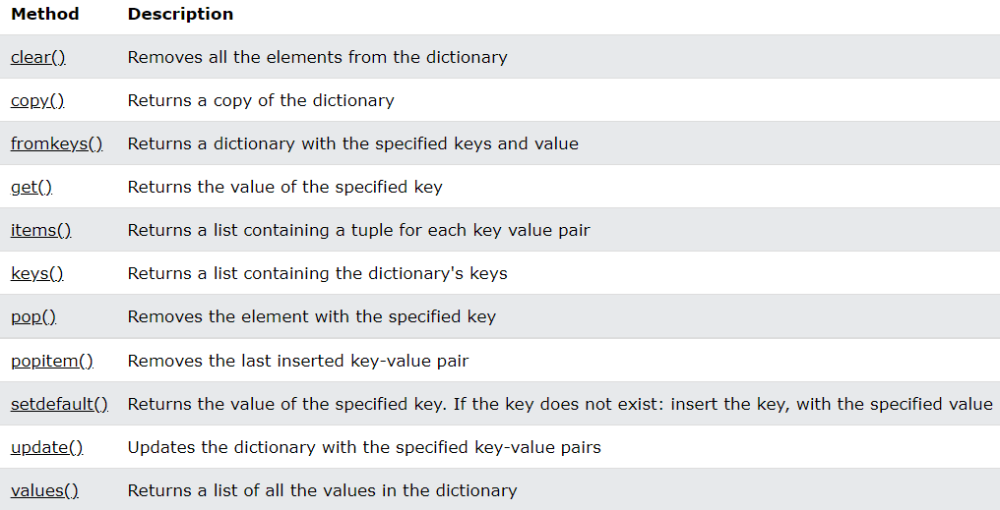 Method Description
clear() Removes all the elements from the dictionary
copy() Returns a copy of the dictionary
fromkeys() Returns a dictionary with the specified keys and value
get() Returns the value of the specified key
items() Returns a list containing a tuple for each key value pair
keys() Returns a list containing the dictionary's keys
pop() Removes the element with the specified key
popitem() Removes the last inserted key-value pair
setdefault() Returns the value of the specified key. If the key does not exist: insert the key, with the specified value
update() Updates the dictionary with the specified key-value pairs
values() Returns a list of all the values in the dictionary